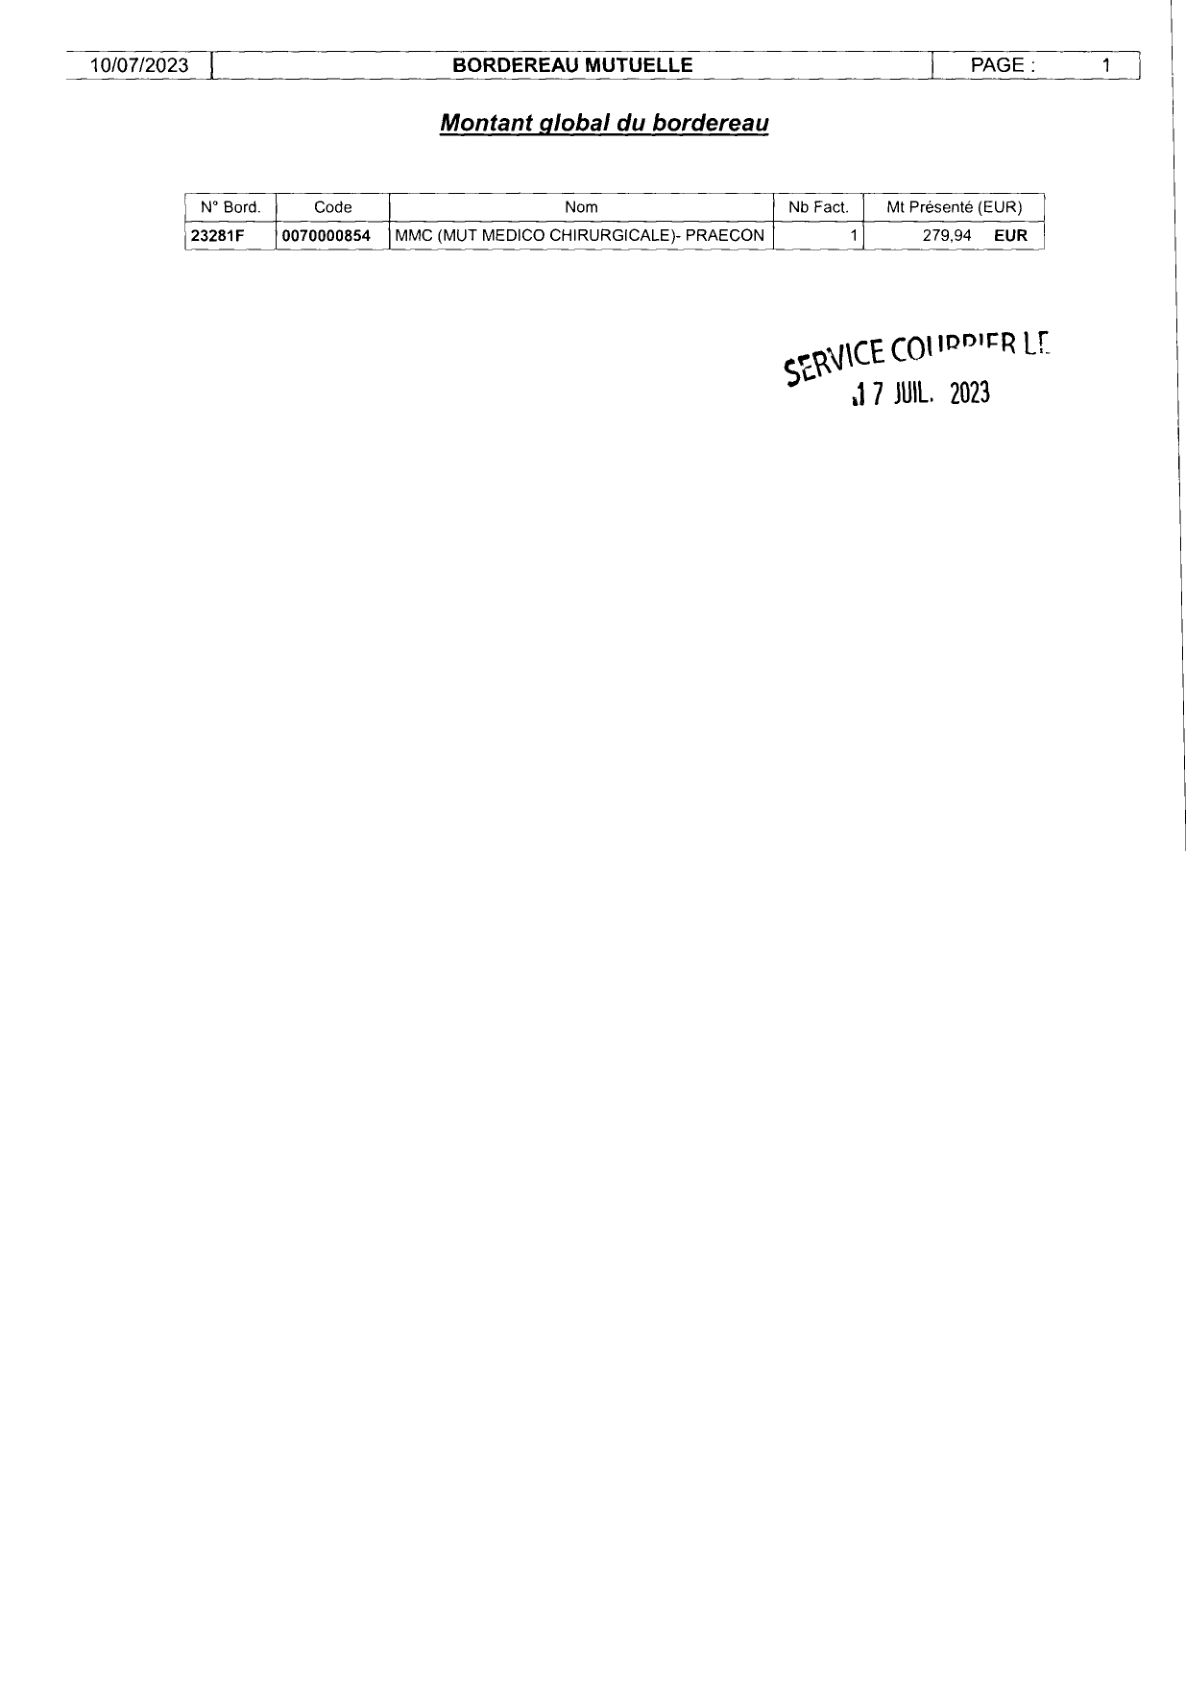 10/07/2023 BORDEREAU MUTUELLE PAGE : 1
Montant global du bordereau
N° Bord. Code Nom Nb Fact. Mt Présenté (EUR)
23281F 0070000854 MMC (MUT MEDICO CHIRURGICALE)- PRAECON 1 279,94 EUR
SERVICE COURRIER LE
17 JUIL. 2023